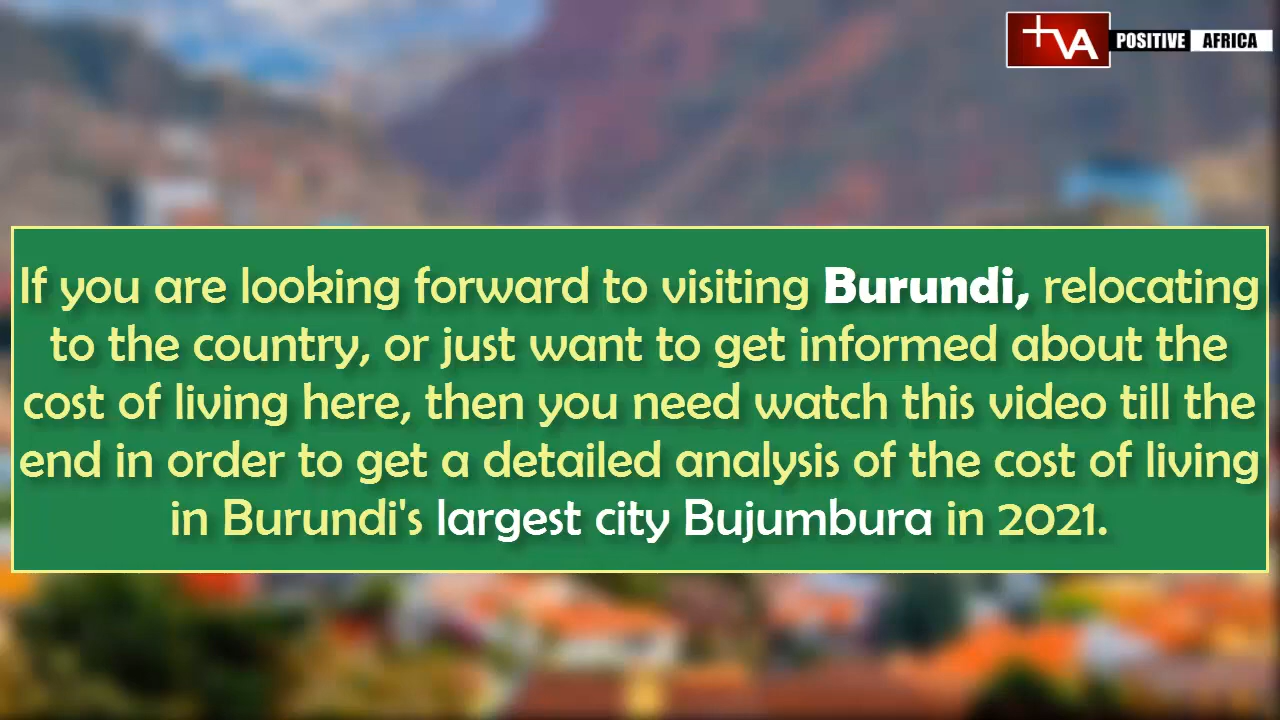 +VA POSITIVE AFRICA
If you are looking forward to visiting Burundi, relocating
to the country, or just want to get informed about the
cost of living here, then you need watch this video till the
end in order to get a detailed analysis of the cost of living
in Burundi's largest city Bujumbura in 2021.